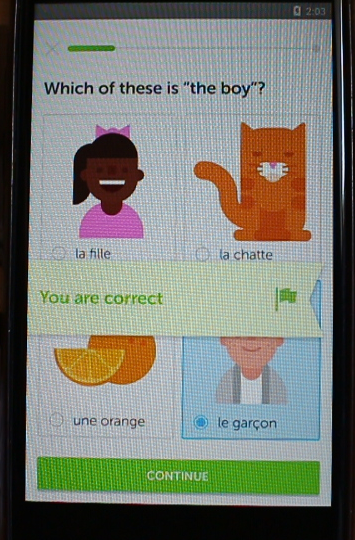 2:03
Which of these is “the boy”?
la fille
la chatte
You are correct
une orange
le garçon
CONTINUE